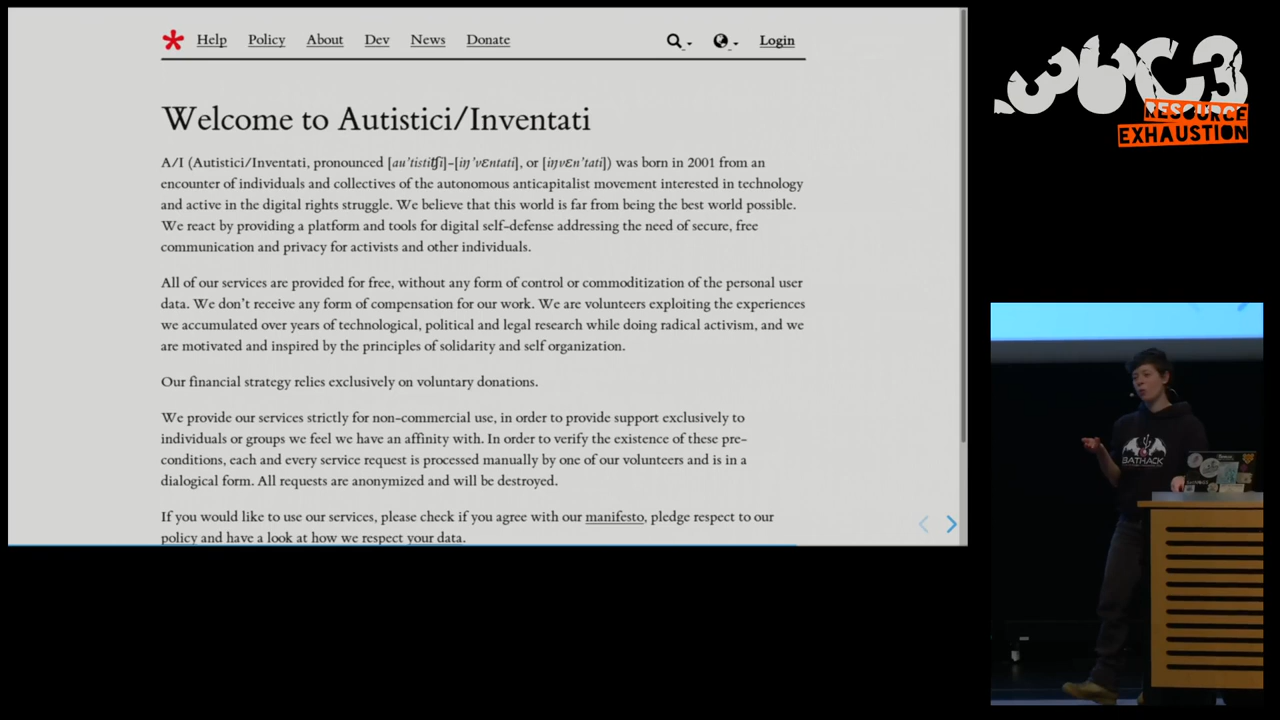 Help Policy About Dev News Donate Login
Welcome to Autistici/Inventati
A/I (Autistici/Inventati, pronounced [au'tistitʃi]-[iŋ'vɛntati], or [iŋvɛn'tati]) was born in 2001 from an
encounter of individuals and collectives of the autonomous anticapitalist movement interested in technology
and active in the digital rights struggle. We believe that this world is far from being the best world possible.
We react by providing a platform and tools for digital self-defense addressing the need of secure, free
communication and privacy for activists and other individuals.
All of our services are provided for free, without any form of control or commoditization of the personal user
data. We don't receive any form of compensation for our work. We are volunteers exploiting the experiences
we accumulated over years of technological, political and legal research while doing radical activism, and we
are motivated and inspired by the principles of solidarity and self organization.
Our financial strategy relies exclusively on voluntary donations.
We provide our services strictly for non-commercial use, in order to provide support exclusively to
individuals or groups we feel we have an affinity with. In order to verify the existence of these pre-
conditions, each and every service request is processed manually by one of our volunteers and is in a
dialogical form. All requests are anonymized and will be destroyed.
If you would like to use our services, please check if you agree with our manifesto, pledge respect to our
policy and have a look at how we respect your data.
36C3
RESOURCE
EXHAUSTION
BATHACK